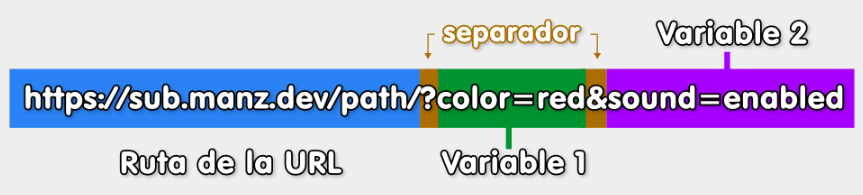 separador
Variable 2
https://sub.manz.dev/path/?color=red&sound=enabled
Ruta de la URL
Variable 1